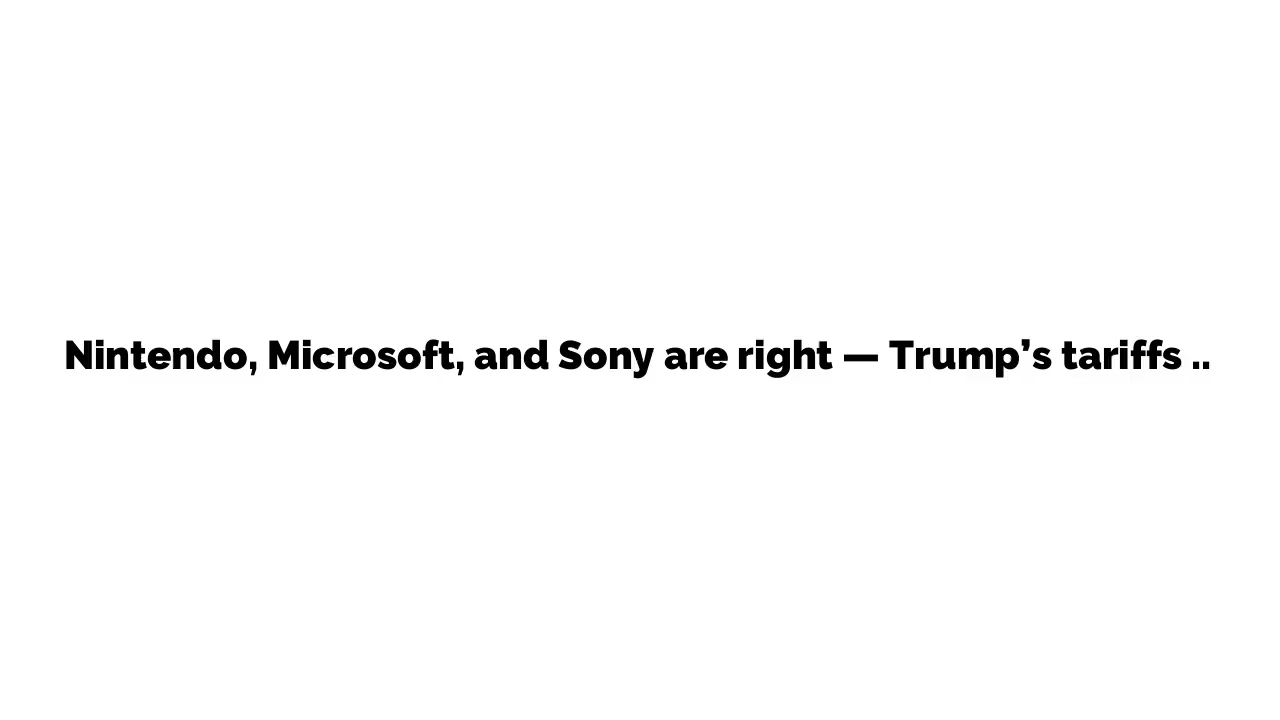 Nintendo, Microsoft, and Sony are right — Trump’s tariffs ..